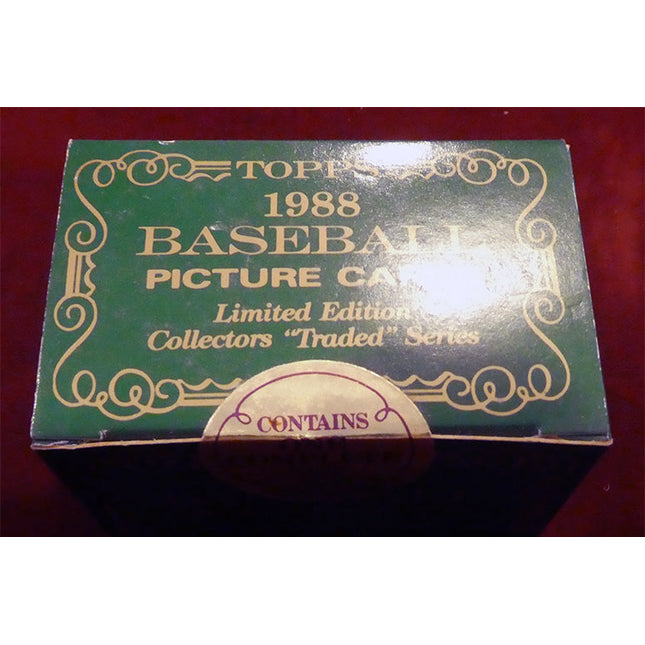 TOPPS
1988
BASEBALL
PICTURE
Limited Edition
Collectors "Traded" Series
CONTAINS